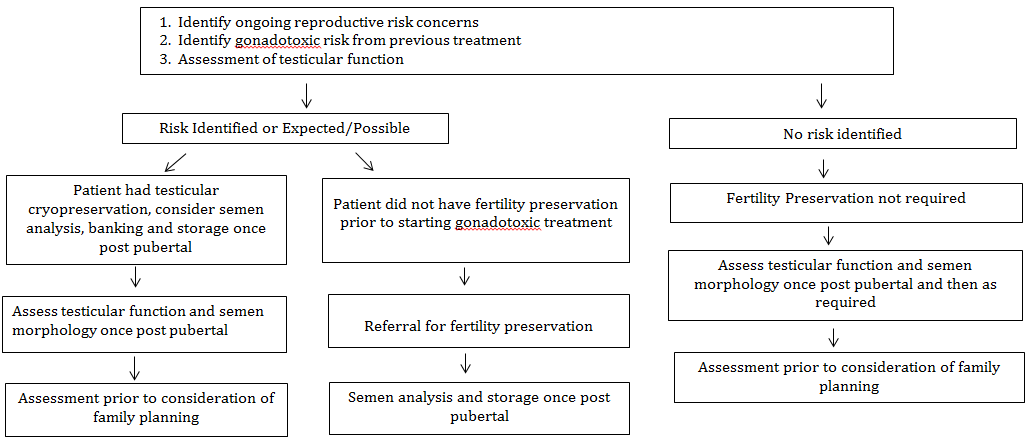 1. Identify ongoing reproductive risk concerns
2. Identify gonadotoxic risk from previous treatment
3. Assessment of testicular function
Risk Identified or Expected/Possible
No risk identified
Patient had testicular
cryopreservation, consider semen
analysis, banking and storage once
post pubertal
Patient did not have fertility preservation
prior to starting gonadotoxic treatment
Fertility Preservation not required
Assess testicular function and semen
morphology once post pubertal
Referral for fertility preservation
Assess testicular function and semen
morphology once post pubertal and then as
required
Assessment prior to consideration of
family planning
Semen analysis and storage once post
pubertal
Assessment prior to consideration of family
planning